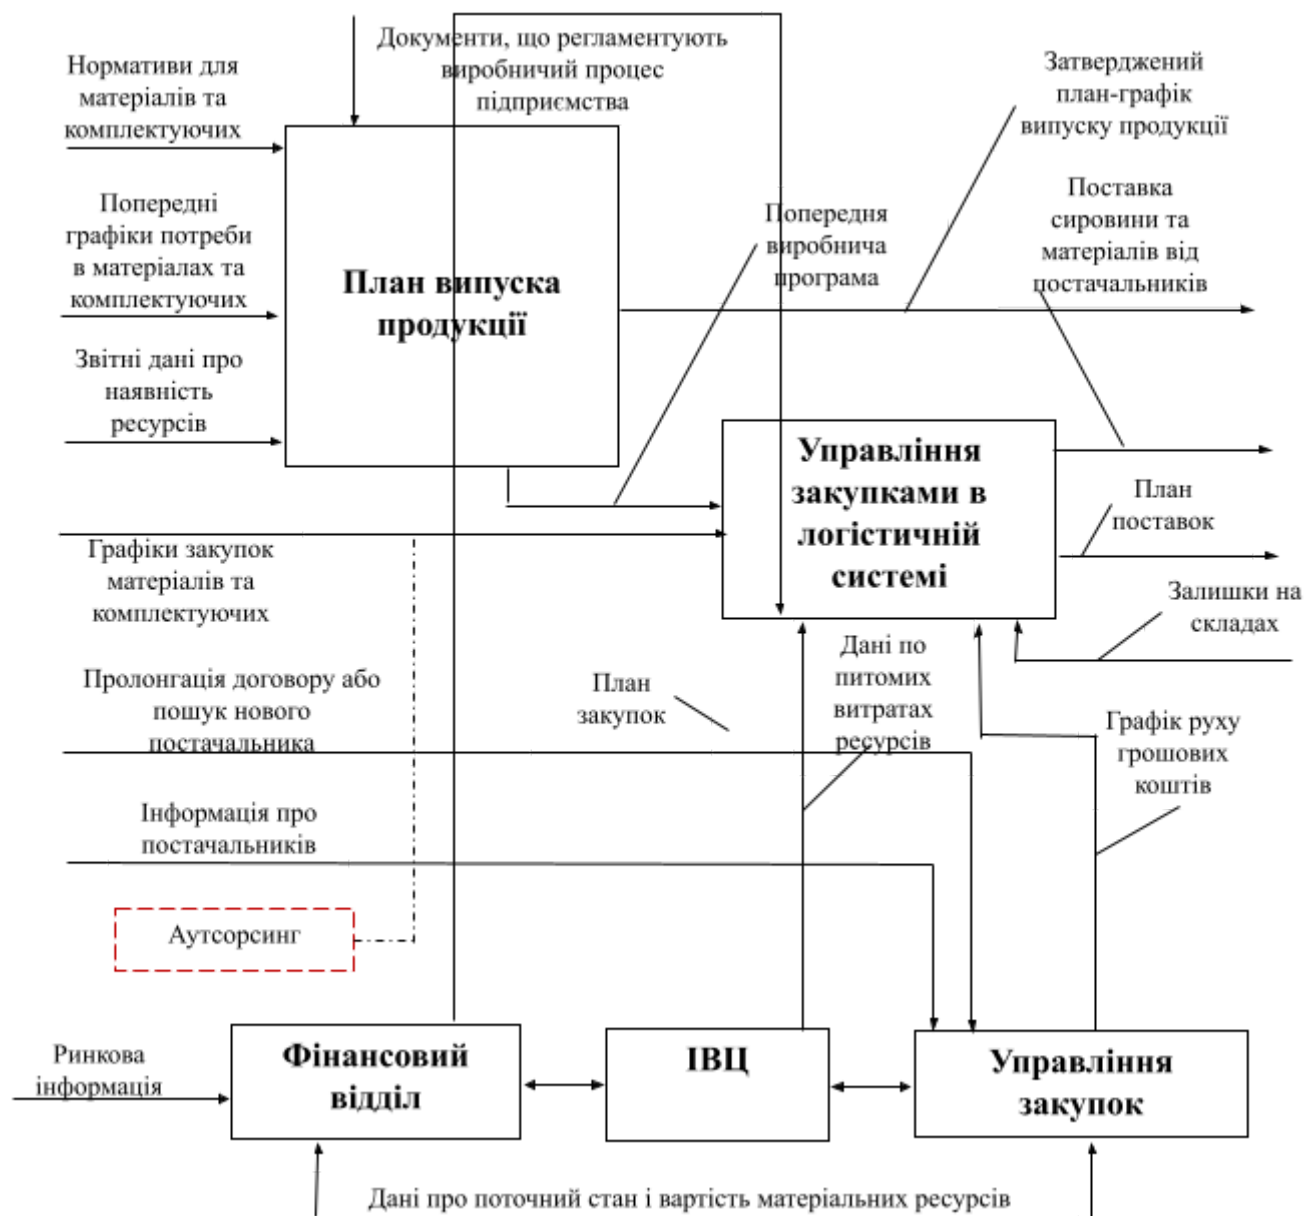 Документи, що регламентують
виробничий процес
підприємства
Нормативи для
матеріалів та
комплектуючих
Затверджений
план-графік
випуску продукції
Попередні
графіки потреби
в матеріалах та
комплектуючих
План випуска
продукції
Попередня
виробнича
програма
Поставка
сировини та
матеріалів від
постачальників
Звітні дані про
наявність
ресурсів
Управління
закупками в
логістичній
системі
План
поставок
Графіки закупок
матеріалів та
комплектуючих
Залишки на
складах
Пролонгація договору або
пошук нового
постачальника
План
закупок
Дані по
питомих
витратах
ресурсів
Графік руху
грошових
коштів
Інформація про
постачальників
Аутсорсинг
Ринкова
інформація
Фінансовий
відділ
ІВЦ
Управління
закупок
Дані про поточний стан і вартість матеріальних ресурсів